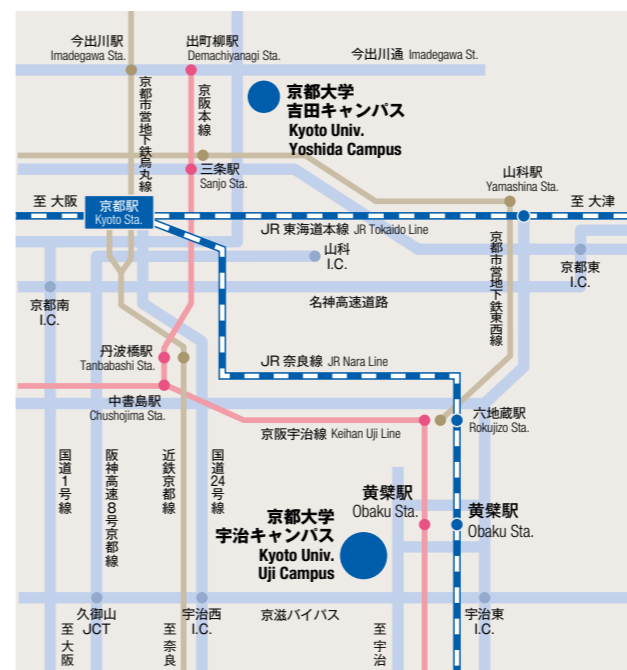 今出川駅
Imadegawa Sta.
出町柳駅
Demachiyanagi Sta.
今出川通 Imadegawa St.
京都市営地下鉄烏丸線
京阪本線
京都大学
吉田キャンパス
Kyoto Univ.
Yoshida Campus
三条駅
Sanjo Sta.
山科駅
Yamashina Sta.
至 大阪
京都駅
Kyoto Sta.
至 大津
JR 東海道本線 JR Tokaido Line
山科
I.C.
京都市営地下鉄東西線
京都東
I.C.
京都南
I.C.
名神高速道路
丹波橋駅
Tanbabashi Sta.
JR 奈良線 JR Nara Line
中書島駅
Chushojima Sta.
京阪宇治線 Keihan Uji Line
六地蔵駅
Rokujizo Sta.
国道1号線
阪神高速8号京都線
近鉄京都線
国道24号線
京都大学
宇治キャンパス
Kyoto Univ.
Uji Campus
黄檗駅
Obaku Sta.
黄檗駅
Obaku Sta.
久御山
JCT
宇治西
I.C.
京滋バイパス
宇治東
I.C.
至 大阪
至 奈良
至 宇治